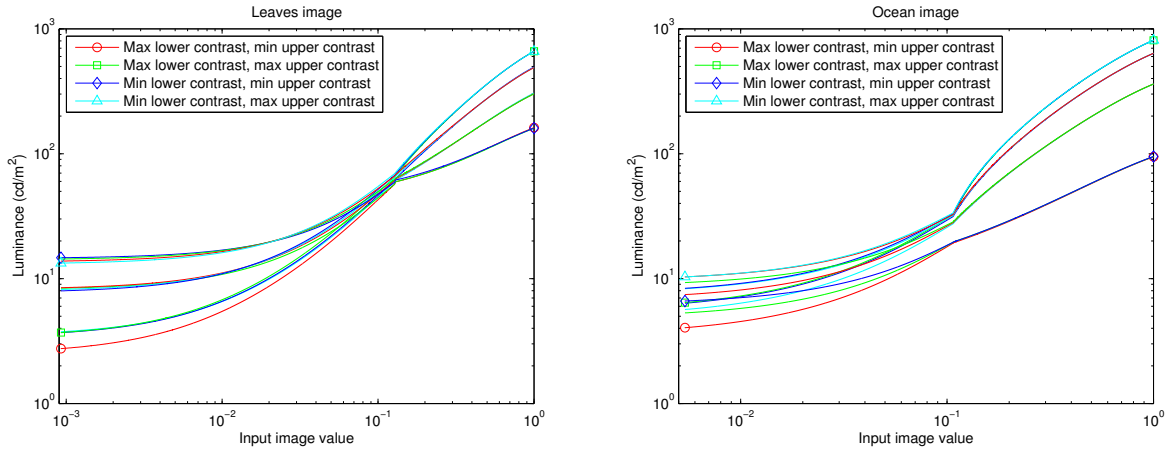 Leaves image
10^3
10^2
10^1
10^0
Luminance (cd/m^2)
Max lower contrast, min upper contrast
Max lower contrast, max upper contrast
Min lower contrast, min upper contrast
Min lower contrast, max upper contrast
10^-3
10^-2
10^-1
10^0
Input image value
Ocean image
10^3
10^2
10^1
10^0
Luminance (cd/m^2)
Max lower contrast, min upper contrast
Max lower contrast, max upper contrast
Min lower contrast, min upper contrast
Min lower contrast, max upper contrast
10^-2
10^-1
10^0
Input image value